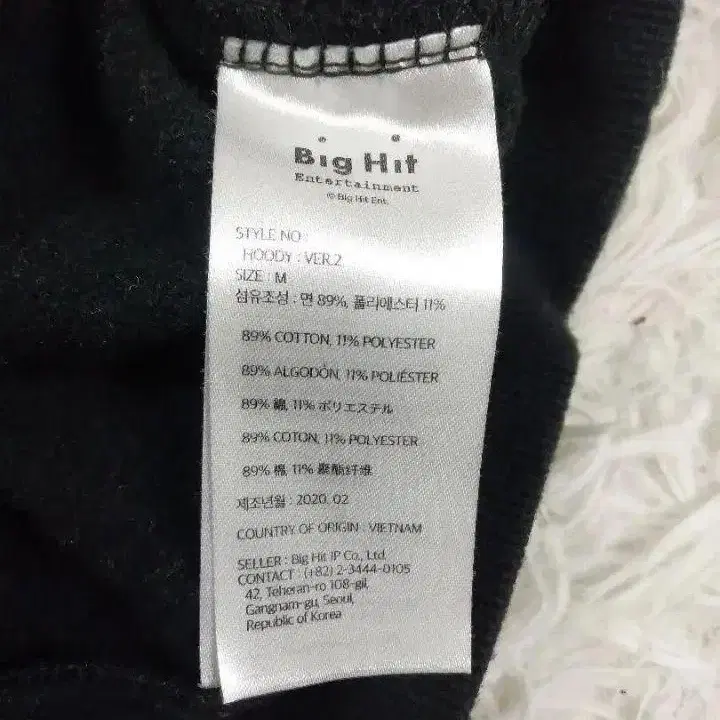 Big Hit
Entertainment
© Big Hit Ent.
STYLE NO :
HOODY : VER.2
SIZE : M
섬유조성 : 면 89%, 폴리에스터 11%
89% COTTON, 11% POLYESTER
89% ALGODÓN, 11% POLIÉSTER
89% 綿, 11% ポリエステル
89% COTON, 11% POLYESTER
89% 棉, 11% 聚酯纤维
제조년월 : 2020. 02
COUNTRY OF ORIGIN : VIETNAM
SELLER : Big Hit IP Co., Ltd.
CONTACT : (+82) 2-3444-0105
42, Teheran-ro 108-gil,
Gangnam-gu, Seoul,
Republic of Korea